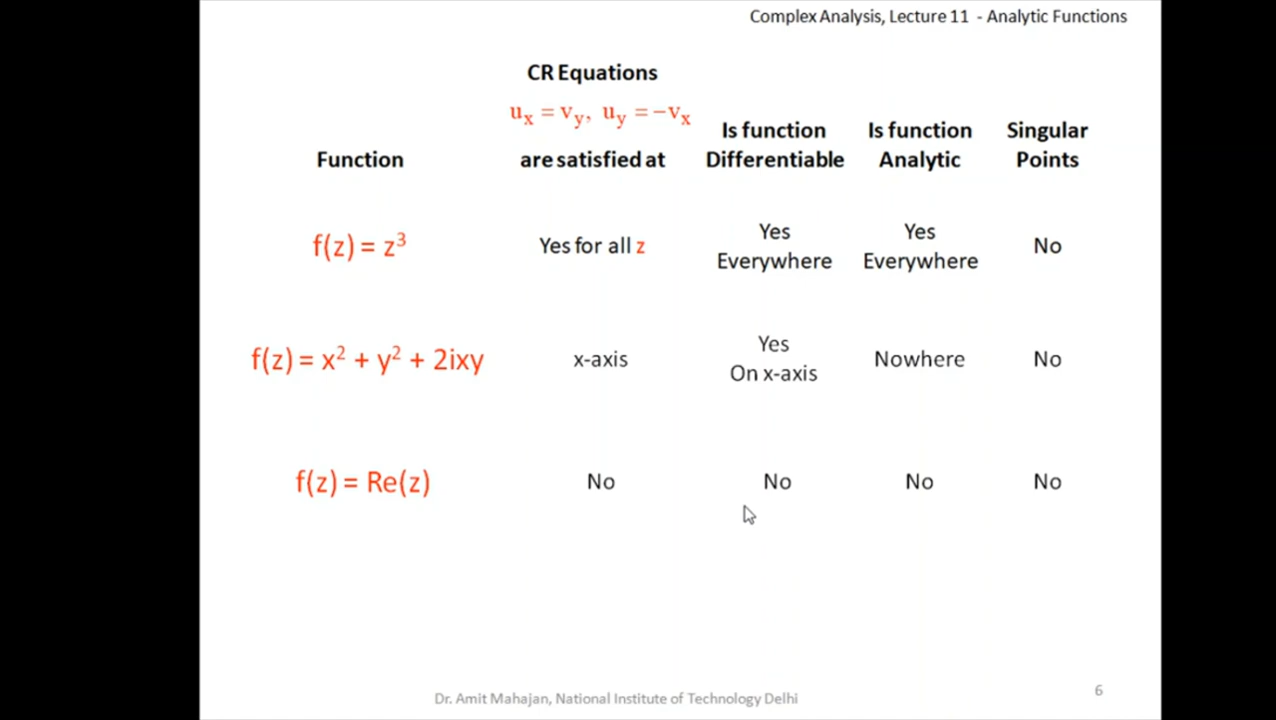 Complex Analysis, Lecture 11 - Analytic Functions
CR Equations
uₓ = v_y, u_y = −vₓ
Function
are satisfied at
Is function
Differentiable
Is function
Analytic
Singular
Points
f(z) = z³
Yes for all z
Yes
Everywhere
Yes
Everywhere
No
f(z) = x² + y² + 2ixy
x-axis
Yes
On x-axis
Nowhere
No
f(z) = Re(z)
No
No
No
No
Dr. Amit Mahajan, National Institute of Technology Delhi
6